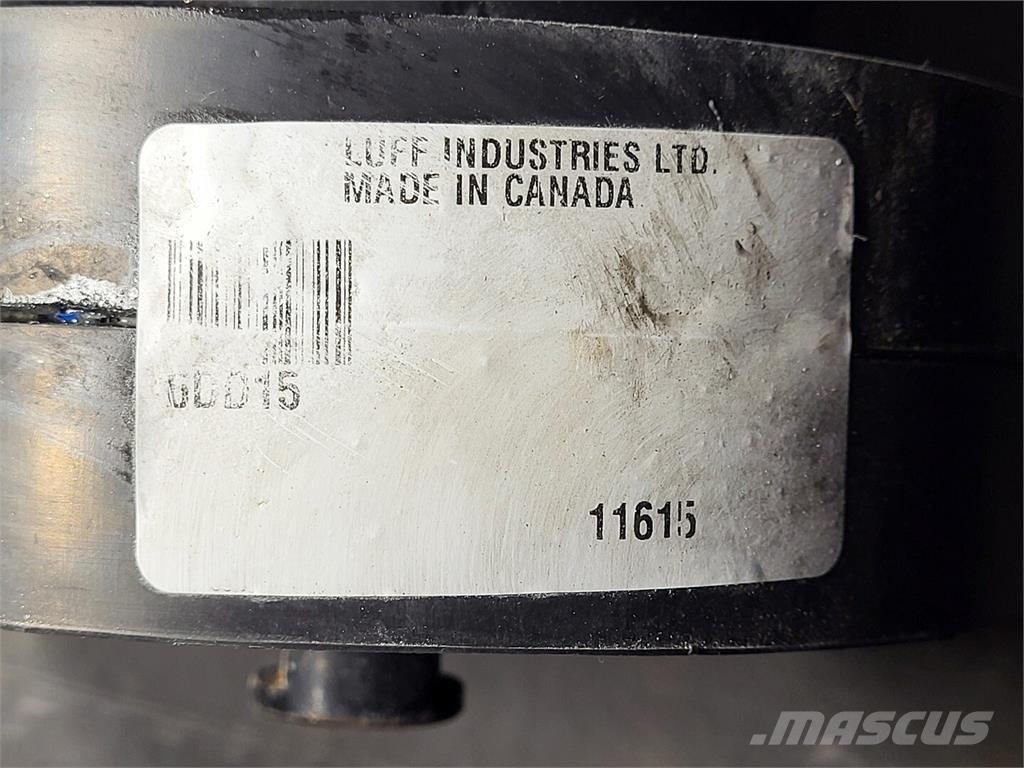 LUFF INDUSTRIES LTD.
MADE IN CANADA
11615
MASCUS